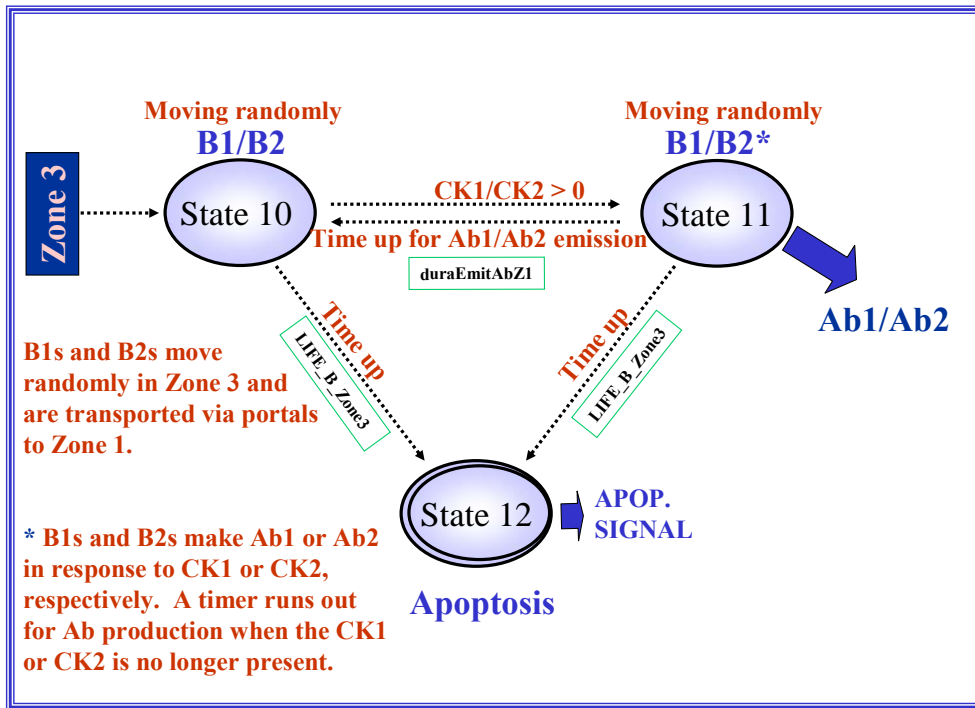 Moving randomly
B1/B2
Moving randomly
B1/B2*
Zone 3
State 10
CK1/CK2 > 0
State 11
Time up for Ab1/Ab2 emission
duraEmitAbZ1
Ab1/Ab2
Time up
LIFE_B_Zone3
Time up
LIFE_B_Zone3
B1s and B2s move
randomly in Zone 3 and
are transported via portals
to Zone 1.
State 12
APOP.
SIGNAL
Apoptosis
* B1s and B2s make Ab1 or Ab2
in response to CK1 or CK2,
respectively. A timer runs out
for Ab production when the CK1
or CK2 is no longer present.